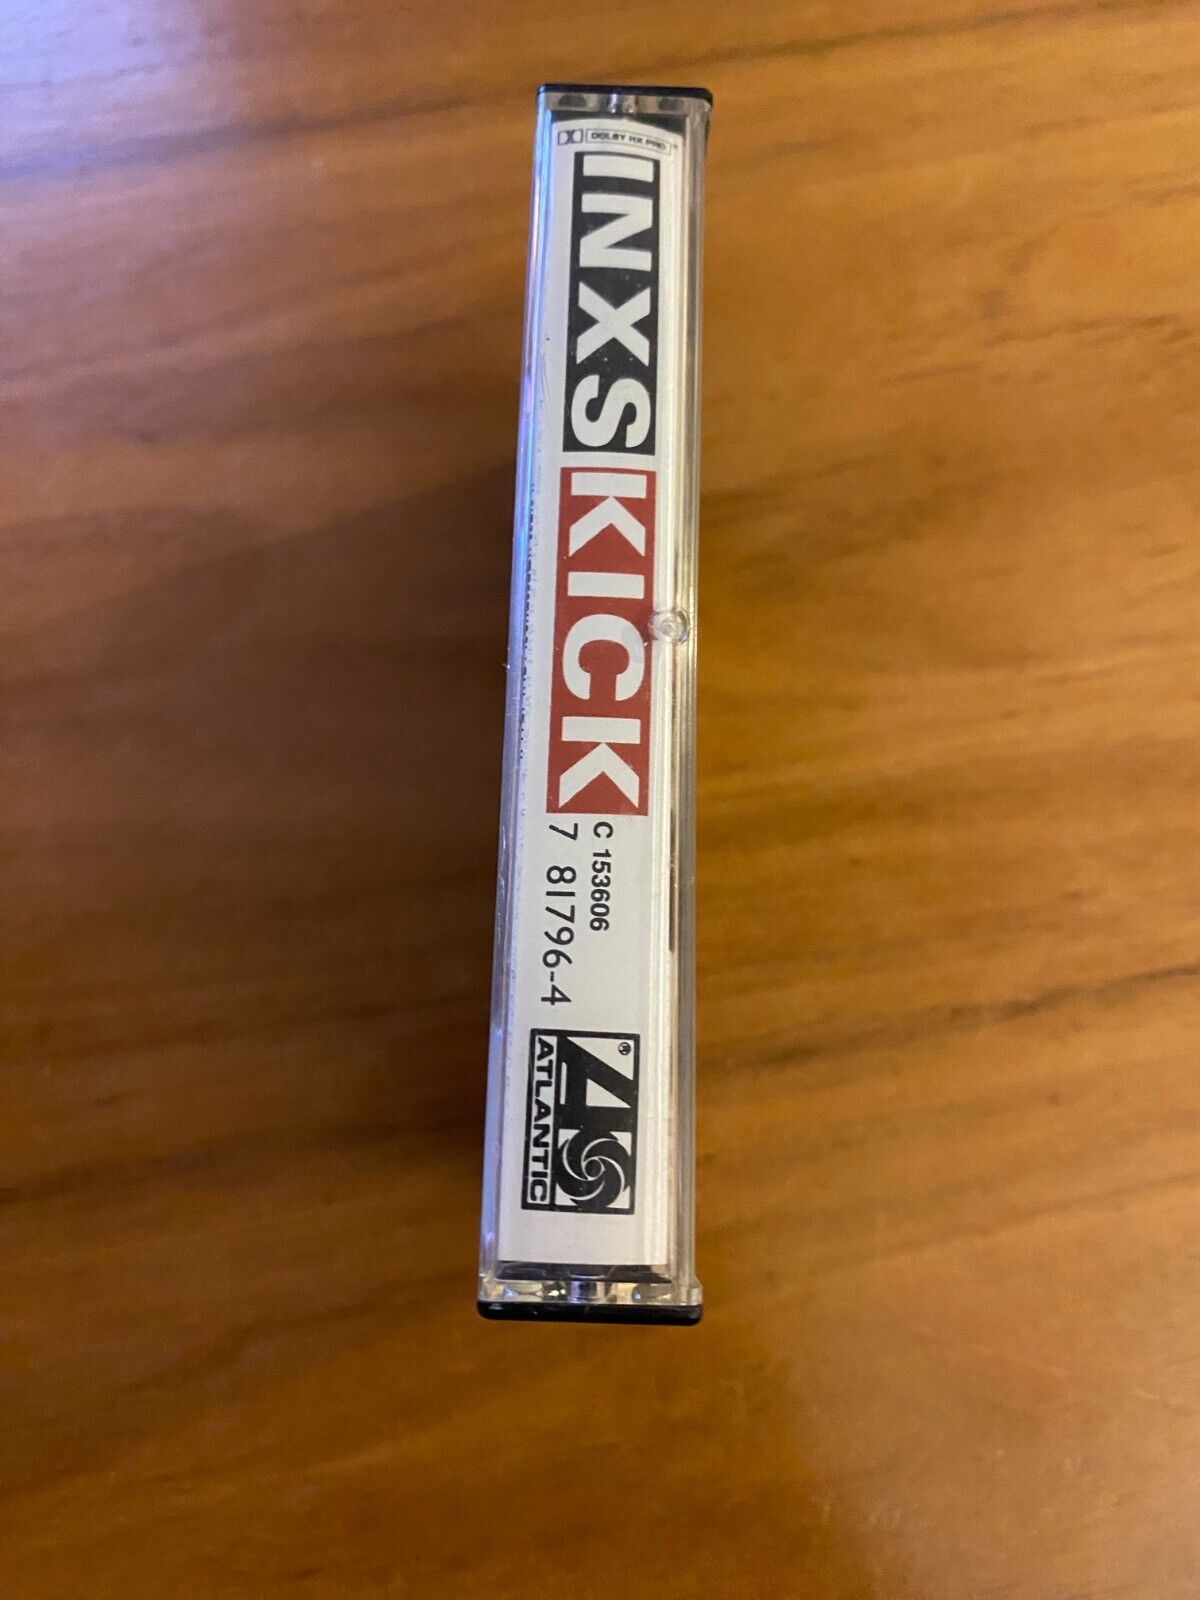 DOLBY HX PRO
INXS
KICK
C 153606
7 81796-4
®
ATLANTIC